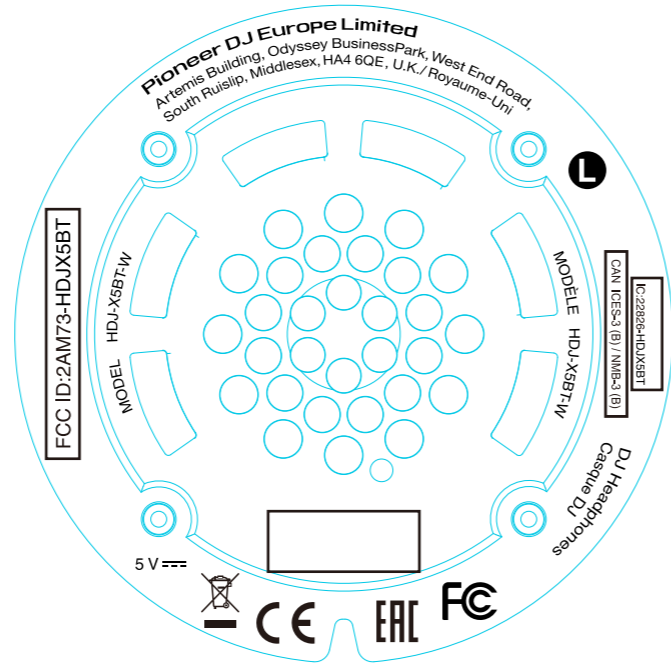 Pioneer DJ Europe Limited
Artemis Building, Odyssey BusinessPark, West End Road,
South Ruislip, Middlesex, HA4 6QE, U.K./ Royaume-Uni
L
FCC ID:2AM73-HDJX5BT
MODEL HDJ-X5BT-W
MODÈLE HDJ-X5BT-W
CAN ICES-3 (B) / NMB-3 (B)
IC:22826-HDJX5BT
DJ Headphones
Casque DJ
5 V
CE
EAC
FC